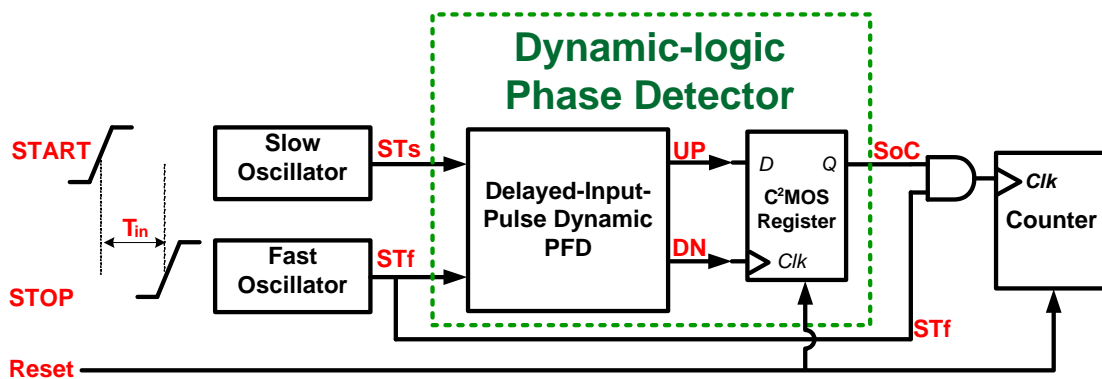 Dynamic-logic
Phase Detector
START
Tin
STOP
Reset
Slow
Oscillator
STs
Fast
Oscillator
STf
Delayed-Input-
Pulse Dynamic
PFD
UP
DN
D
Q
C²MOS
Register
Clk
SoC
STf
Clk
Counter